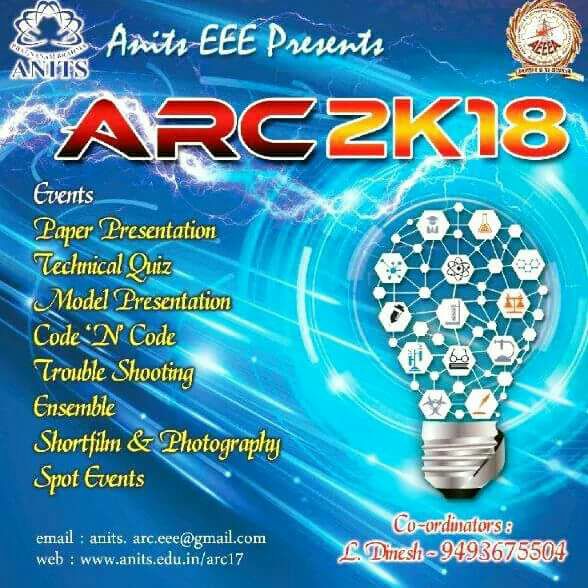 Anits EEE Presents
ANITS
AEEEA
ARC 2K18
Events
Paper Presentation
Technical Quiz
Model Presentation
Code 'N' Code
Trouble Shooting
Ensemble
Shortfilm & Photography
Spot Events
email : anits. arc.eee@gmail.com
web : www.anits.edu.in/arc17
Co-ordinators :
L. Dinesh - 9493675504